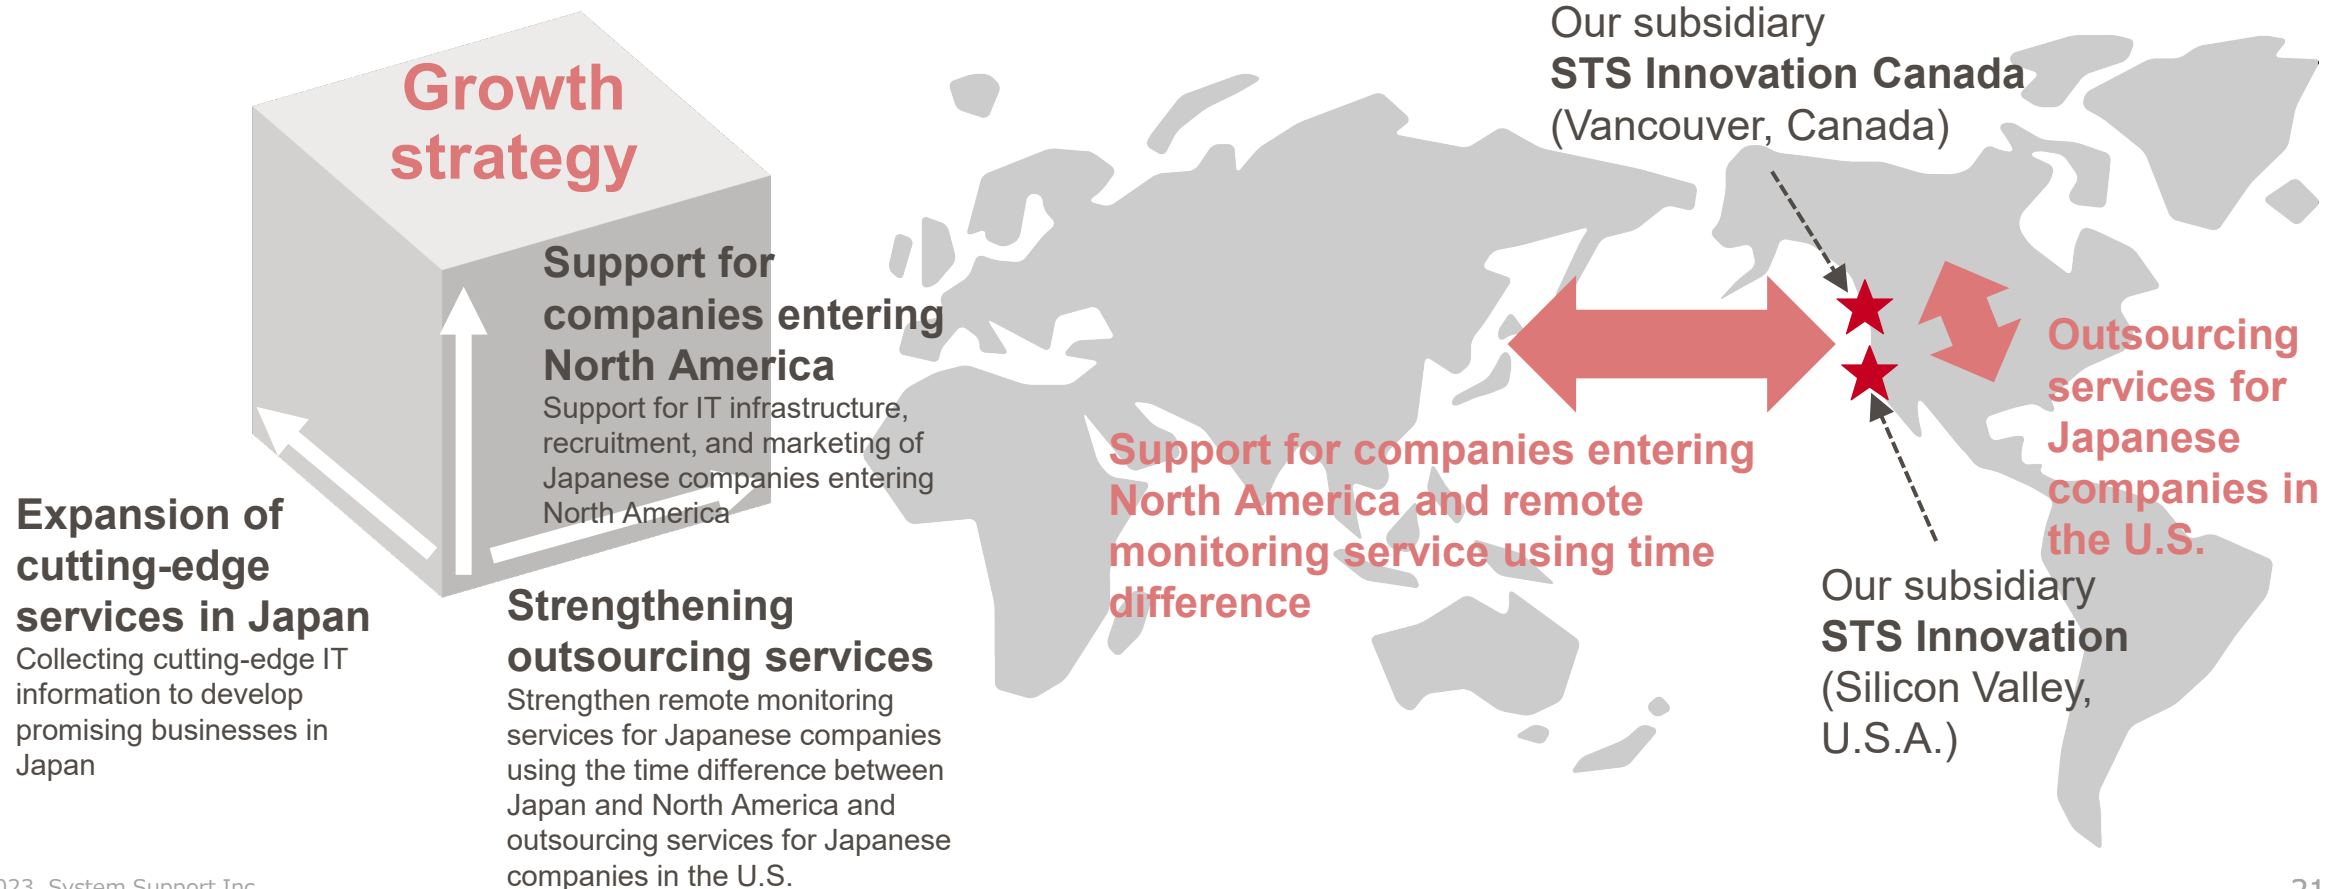 Growth
strategy
Support for
companies entering
North America
Support for IT infrastructure,
recruitment, and marketing of
Japanese companies entering
North America
Expansion of
cutting-edge
services in Japan
Collecting cutting-edge IT
information to develop
promising businesses in
Japan
Strengthening
outsourcing services
Strengthen remote monitoring
services for Japanese companies
using the time difference between
Japan and North America and
outsourcing services for Japanese
companies in the U.S.
Our subsidiary
STS Innovation Canada
(Vancouver, Canada)
Support for companies entering
North America and remote
monitoring service using time
difference
Outsourcing
services for
Japanese
companies in
the U.S.
Our subsidiary
STS Innovation
(Silicon Valley,
U.S.A.)
System Support Inc
21